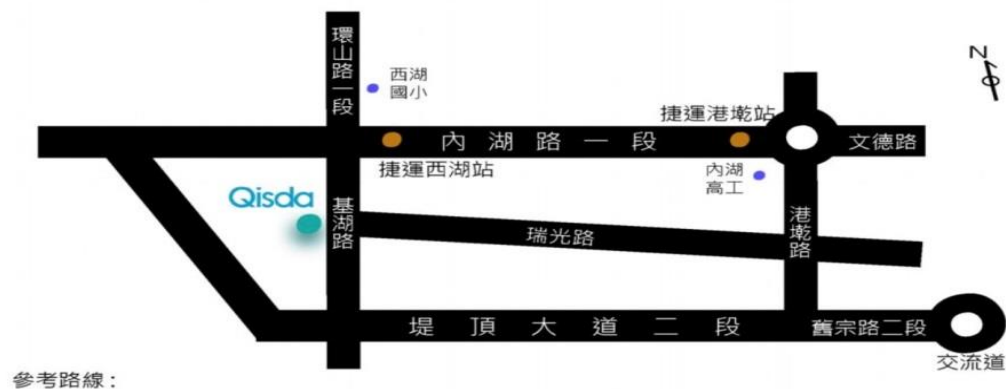 環山路一段
西湖
國小
N
捷運港墘站
內湖路一段
文德路
捷運西湖站
內湖
高工
Qisda
基湖路
瑞光路
港墘路
堤頂大道二段
舊宗路二段
交流道
參考路線：